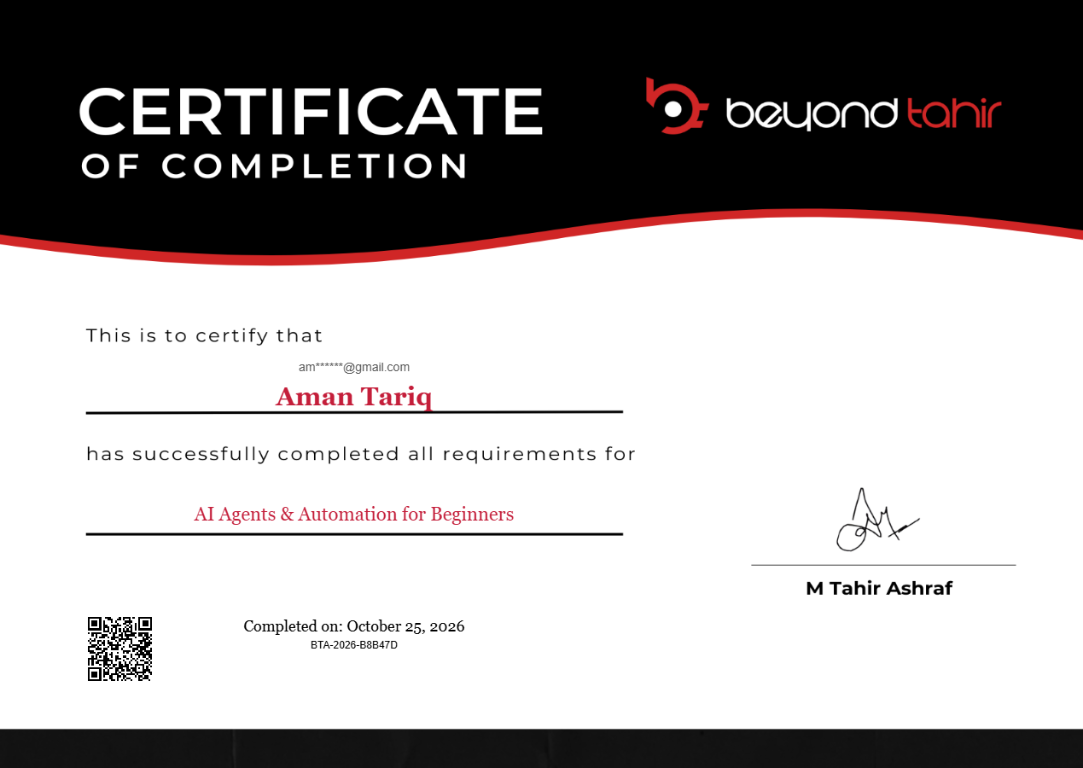 CERTIFICATE
OF COMPLETION
beyond tahir
This is to certify that
am******@gmail.com
Aman Tariq
has successfully completed all requirements for
AI Agents & Automation for Beginners
M Tahir Ashraf
Completed on: October 25, 2026
BTA-2026-B8B47D